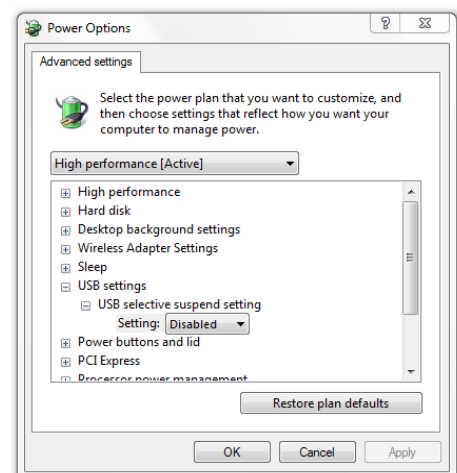 Power Options
Advanced settings
Select the power plan that you want to customize, and
then choose settings that reflect how you want your
computer to manage power.
High performance [Active]
High performance
Hard disk
Desktop background settings
Wireless Adapter Settings
Sleep
USB settings
USB selective suspend setting
Setting: Disabled
Power buttons and lid
PCI Express
Processor power management
Restore plan defaults
OK Cancel Apply